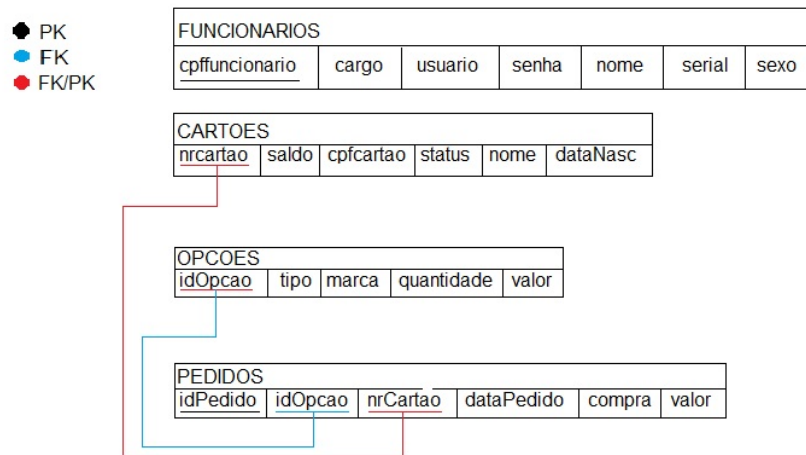 PK
FK
FK/PK
FUNCIONARIOS
cpffuncionario cargo usuario senha nome serial sexo
CARTOES
nrcartao saldo cpfcartao status nome dataNasc
OPCOES
idOpcao tipo marca quantidade valor
PEDIDOS
idPedido idOpcao nrCartao dataPedido compra valor